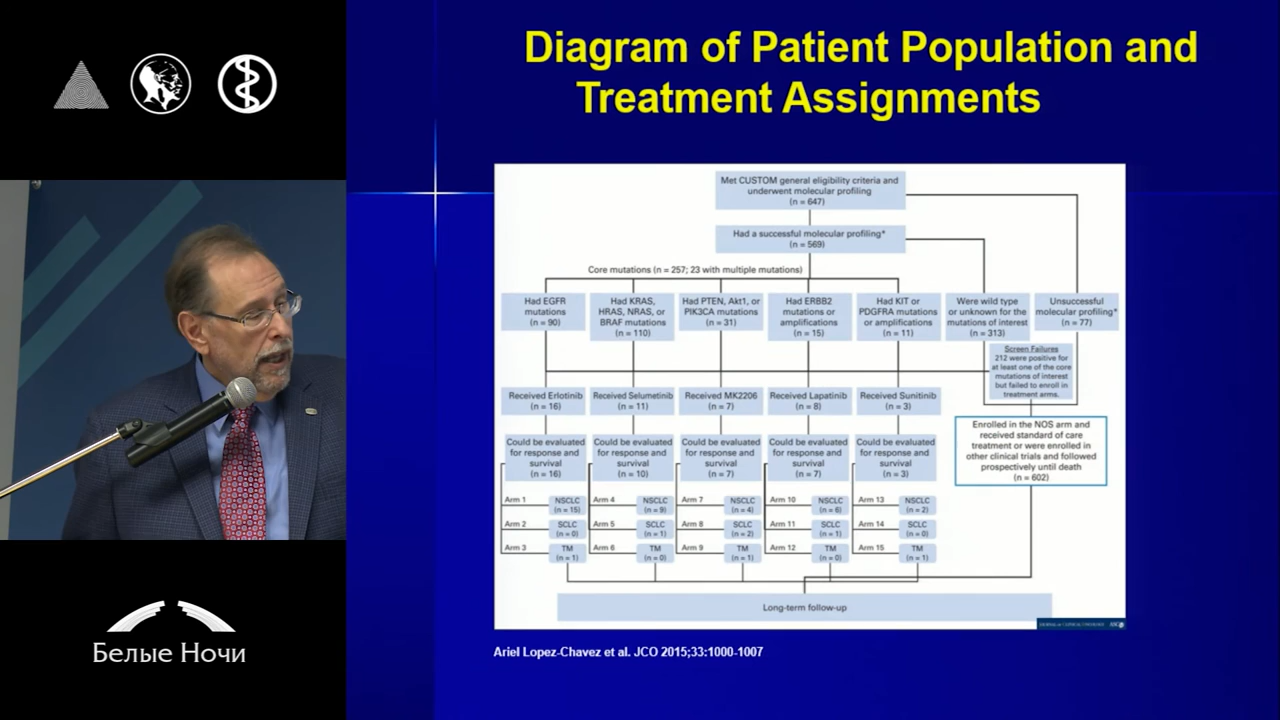 Diagram of Patient Population and
Treatment Assignments
Met CUSTOM general eligibility criteria and
underwent molecular profiling
(n = 647)
Had a successful molecular profiling*
(n = 569)
Core mutations (n = 257; 23 with multiple mutations)
Had EGFR
mutations
(n = 90)
Had KRAS,
HRAS, NRAS, or
BRAF mutations
(n = 110)
Had PTEN, Akt1, or
PIK3CA mutations
(n = 31)
Had ERBB2
mutations or
amplifications
(n = 15)
Had KIT or
PDGFRA mutations
or amplifications
(n = 11)
Were wild type
or unknown for the
mutations of interest
(n = 313)
Unsuccessful
molecular profiling*
(n = 77)
Screen Failures
212 were positive for
at least one of the core
mutations of interest
but failed to enroll in
treatment arms.
Received Erlotinib
(n = 16)
Received Selumetinib
(n = 11)
Received MK2206
(n = 7)
Received Lapatinib
(n = 8)
Received Sunitinib
(n = 3)
Enrolled in the NOS arm and
received standard of care
treatment or were enrolled in
other clinical trials and followed
prospectively until death
(n = 602)
Could be evaluated
for response and
survival
(n = 16)
Could be evaluated
for response and
survival
(n = 10)
Could be evaluated
for response and
survival
(n = 7)
Could be evaluated
for response and
survival
(n = 7)
Could be evaluated
for response and
survival
(n = 3)
Arm 1
NSCLC
(n = 15)
Arm 2
SCLC
(n = 0)
Arm 3
TM
(n = 1)
Arm 4
NSCLC
(n = 9)
Arm 5
SCLC
(n = 1)
Arm 6
TM
(n = 0)
Arm 7
NSCLC
(n = 4)
Arm 8
SCLC
(n = 2)
Arm 9
TM
(n = 1)
Arm 10
NSCLC
(n = 6)
Arm 11
SCLC
(n = 1)
Arm 12
TM
(n = 0)
Arm 13
NSCLC
(n = 2)
Arm 14
SCLC
(n = 0)
Arm 15
TM
(n = 1)
Long-term follow-up
JOURNAL OF CLINICAL ONCOLOGY
Ariel Lopez-Chavez et al. JCO 2015;33:1000-1007
Белые Ночи